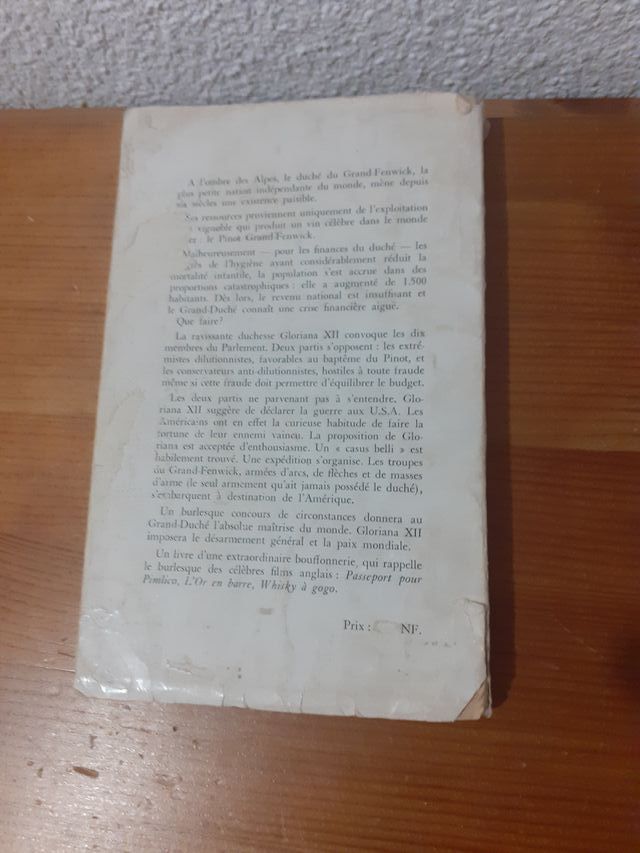 A l'ombre des Alpes, le duché du Grand-Fenwick, la
plus petite nation indépendante du monde, mène depuis
six siècles une existence paisible.
Ses ressources proviennent uniquement de l'exploitation
vignoble qui produit un vin célèbre dans le monde
le Pinot Grand-Fenwick.
Malheureusement — pour les finances du duché — les
de l'hygiène ayant considérablement réduit la
mortalité infantile, la population s'est accrue dans des
proportions catastrophiques : elle a augmenté de 1.500
habitants. Dès lors, le revenu national est insuffisant et
le Grand-Duché connaît une crise financière aiguë.
Que faire?
La ravissante duchesse Gloriana XII convoque les dix
membres du Parlement. Deux partis s'opposent : les extré-
mistes dilutionnistes, favorables au baptême du Pinot, et
les conservateurs anti-dilutionnistes, hostiles à toute fraude
même si cette fraude doit permettre d'équilibrer le budget.
Les deux partis ne parvenant pas à s'entendre. Glo-
riana XII suggère de déclarer la guerre aux U.S.A. Les
Américains ont en effet la curieuse habitude de faire la
fortune de leur ennemi vaincu. La proposition de Glo-
riana est acceptée d'enthousiasme. Un « casus belli » est
habilement trouvé. Une expédition s'organise. Les troupes
du Grand-Fenwick, armées d'arcs, de flèches et de masses
d'arme (le seul armement qu'ait jamais possédé le duché),
s'embarquent à destination de l'Amérique.
Un burlesque concours de circonstances donnera au
Grand-Duché l'absolue maîtrise du monde. Gloriana XII
imposera le désarmement général et la paix mondiale.
Un livre d'une extraordinaire bouffonnerie, qui rappelle
le burlesque des célèbres films anglais : Passeport pour
Pimlico, L'Or en barre, Whisky à gogo.
Prix : NF.